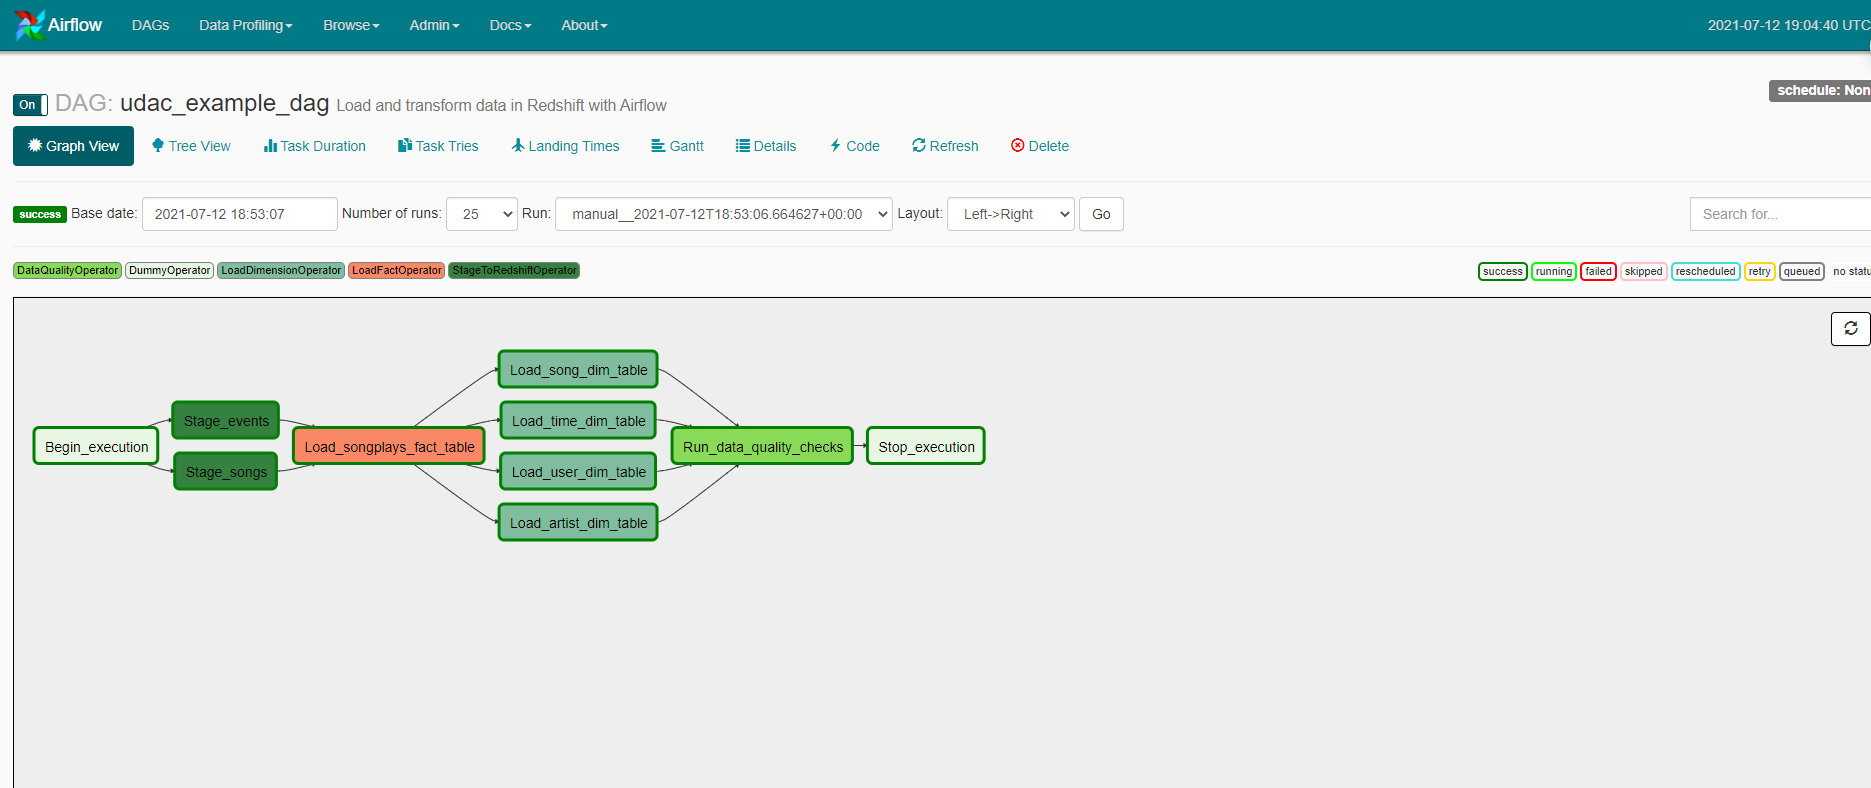 Airflow DAGs Data Profiling Browse Admin Docs About 2021-07-12 19:04:40 UTC
On DAG: udac_example_dag Load and transform data in Redshift with Airflow schedule: Non
Graph View Tree View Task Duration Task Tries Landing Times Gantt Details Code Refresh Delete
success Base date: 2021-07-12 18:53:07 Number of runs: 25 Run: manual__2021-07-12T18:53:06.664627+00:00 Layout: Left->Right Go Search for...
DataQualityOperator DummyOperator LoadDimensionOperator LoadFactOperator StageToRedshiftOperator success running failed skipped rescheduled retry queued no statu
Load_song_dim_table
Stage_events Load_time_dim_table
Begin_execution Load_songplays_fact_table Run_data_quality_checks Stop_execution
Stage_songs Load_user_dim_table
Load_artist_dim_table